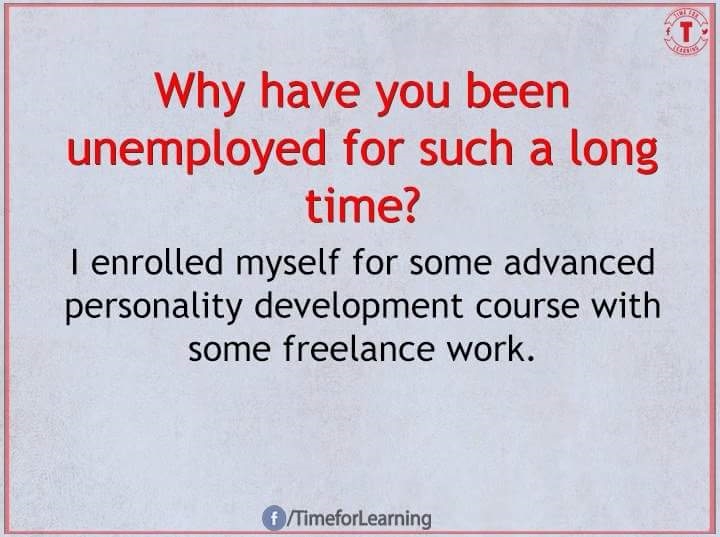 TIME FOR
T
LEARNING
Why have you been
unemployed for such a long
time?
I enrolled myself for some advanced
personality development course with
some freelance work.
f /TimeforLearning